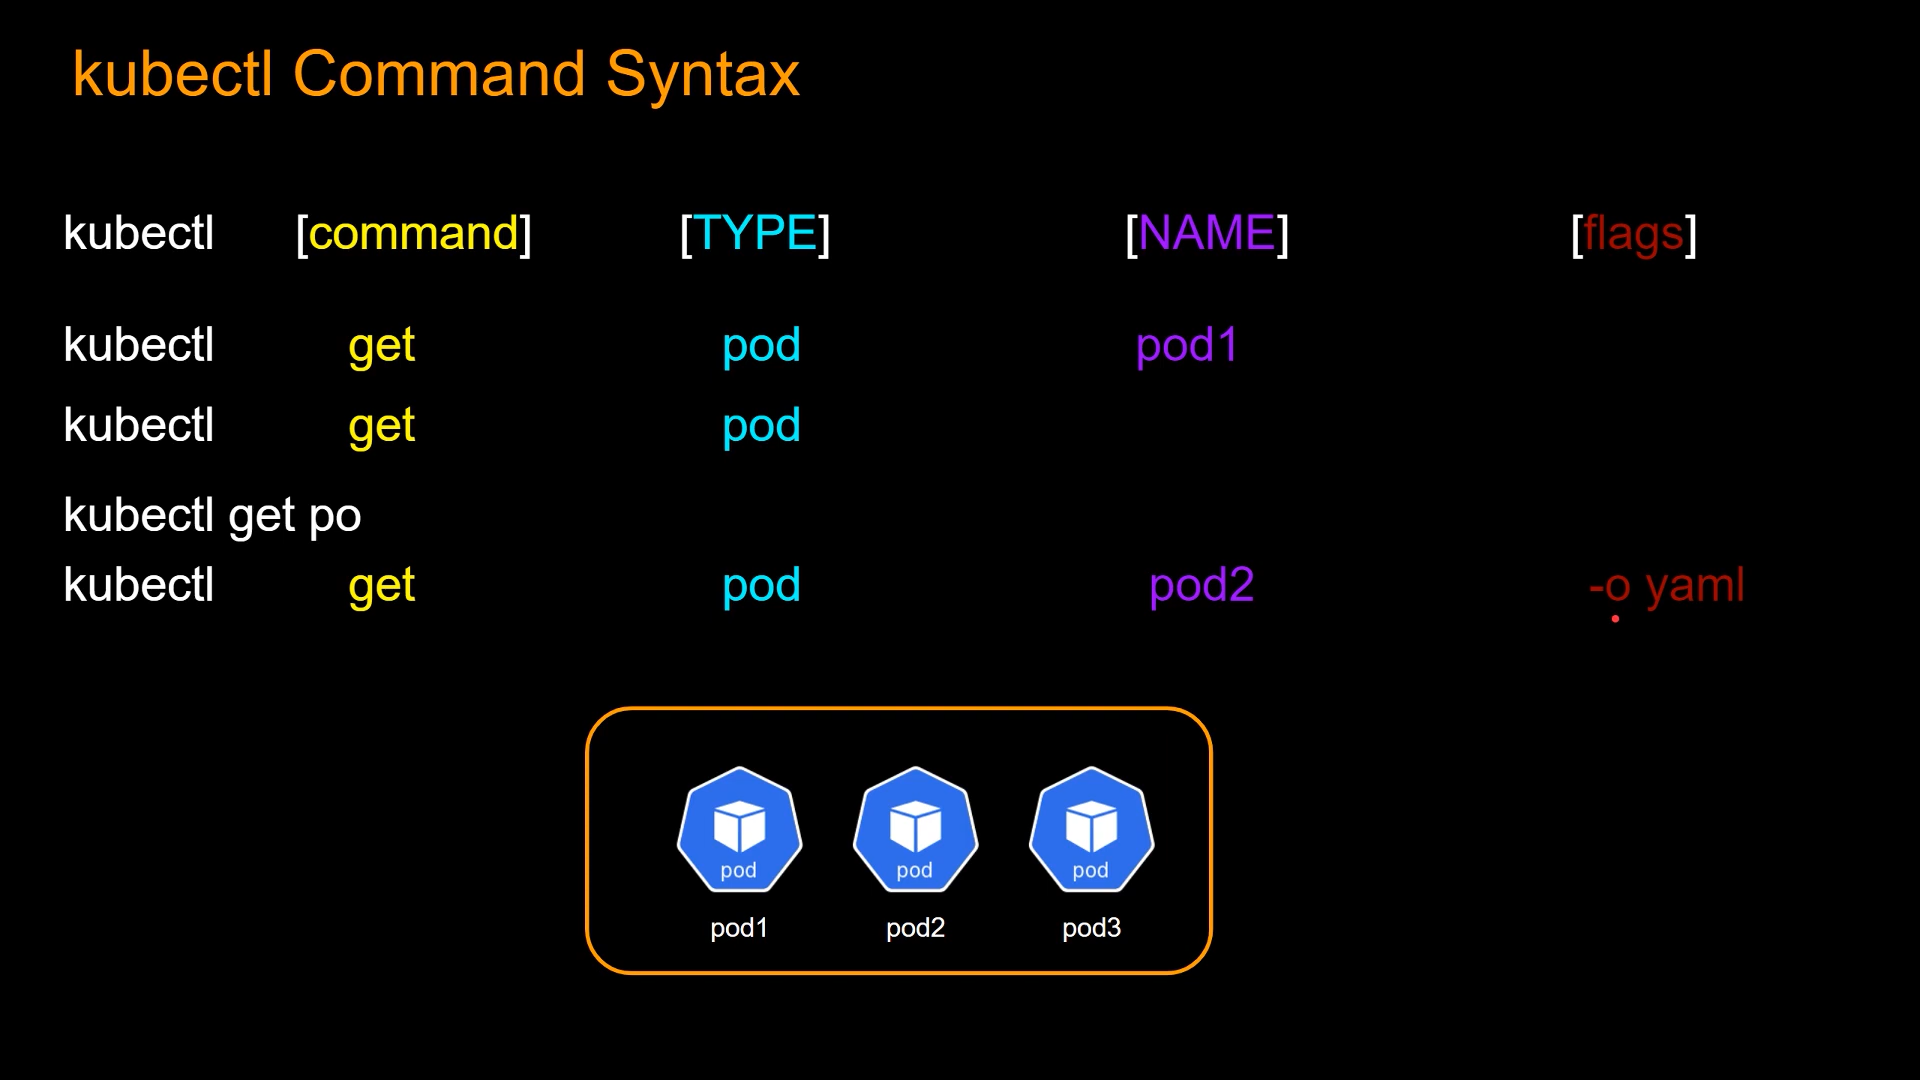 kubectl Command Syntax
kubectl [command] [TYPE] [NAME] [flags]
kubectl get pod pod1
kubectl get pod
kubectl get po
kubectl get pod pod2 -o yaml
pod pod pod
pod1 pod2 pod3